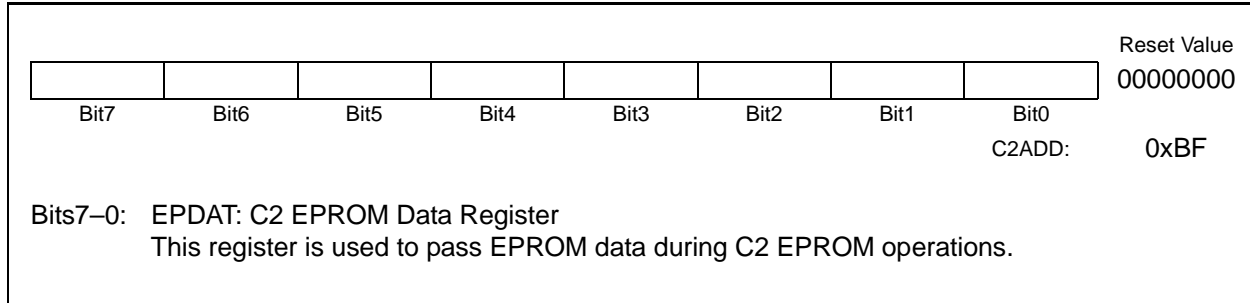 Reset Value
00000000
Bit7 Bit6 Bit5 Bit4 Bit3 Bit2 Bit1 Bit0
C2ADD: 0xBF
Bits7–0: EPDAT: C2 EPROM Data Register
This register is used to pass EPROM data during C2 EPROM operations.